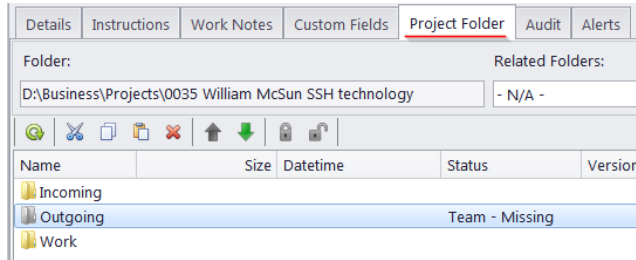 Details Instructions Work Notes Custom Fields Project Folder Audit Alerts
Folder: Related Folders:
D:\Business\Projects\0035 William McSun SSH technology - N/A -
Name Size Datetime Status Version
Incoming
Outgoing Team - Missing
Work